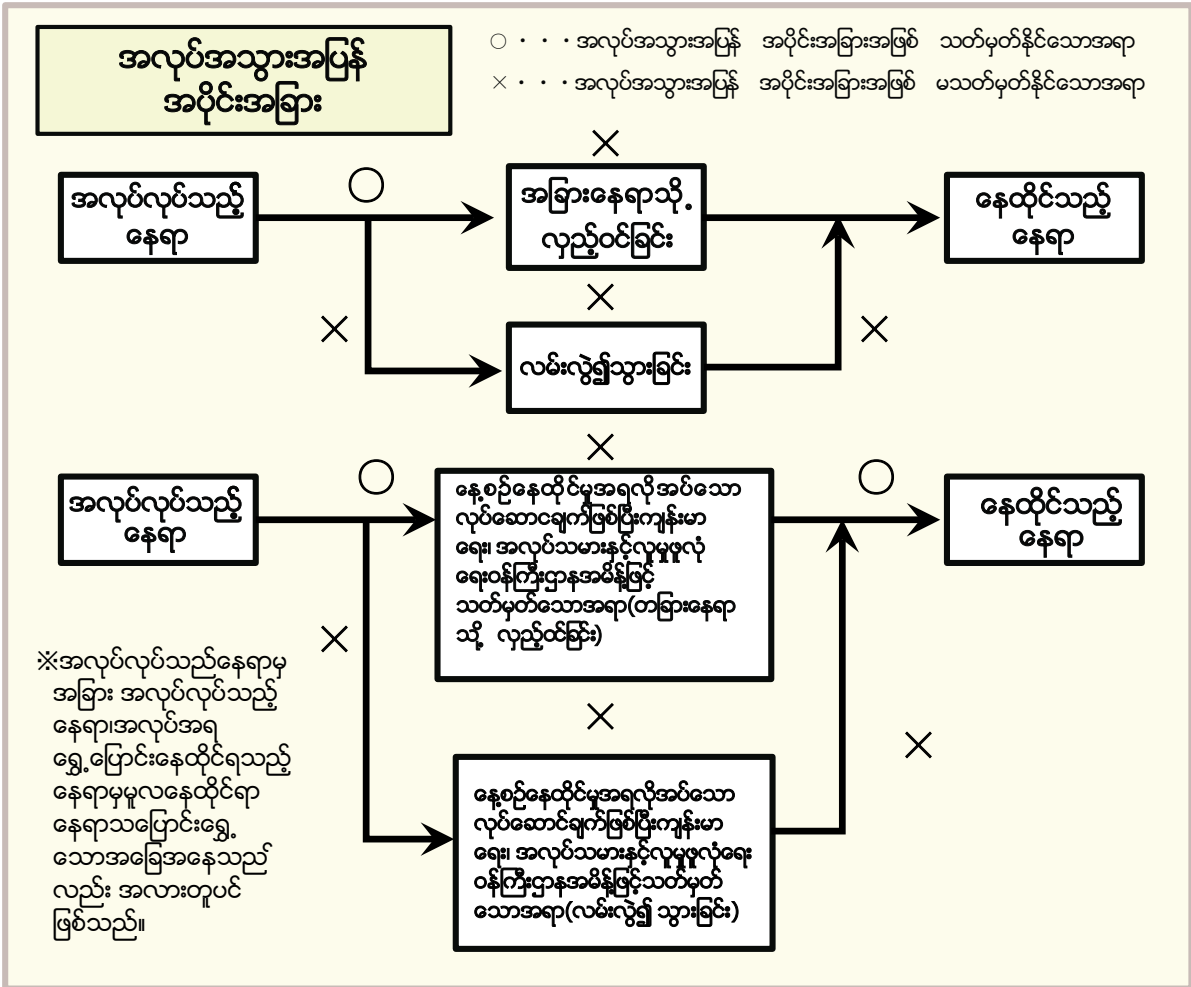 အလုပ်အသွားအပြန်
အပိုင်းအခြား
○・・・အလုပ်အသွားအပြန် အပိုင်းအခြားအဖြစ် သတ်မှတ်နိုင်သောအရာ
×・・・အလုပ်အသွားအပြန် အပိုင်းအခြားအဖြစ် မသတ်မှတ်နိုင်သောအရာ
×
အလုပ်လုပ်သည့်
နေရာ
○
အခြားနေရာသို့
လှည့်ဝင်ခြင်း
နေထိုင်သည့်
နေရာ
×
×
×
လမ်းလွဲ၍သွားခြင်း
×
အလုပ်လုပ်သည့်
နေရာ
○
နေ့စဉ်နေထိုင်မှုအရလိုအပ်သော
လုပ်ဆောင်ချက်ဖြစ်ပြီးကျန်းမာ
ရေး၊ အလုပ်သမားနှင့်လူမှုဖူလုံ
ရေးဝန်ကြီးဌာနအမိန့်ဖြင့်
သတ်မှတ်သောအရာ(တခြားနေရာ
သို့ လှည့်ထင်ခြင်း)
○
နေထိုင်သည့်
နေရာ
×
※အလုပ်လုပ်သည်နေရာမှ
အခြား အလုပ်လုပ်သည့်
နေရာ၊အလုပ်အရ
ရွှေ့ပြောင်းနေထိုင်ရသည့်
နေရာမှမူလနေထိုင်ရာ
နေရာသပြောင်းရွှေ့
သောအခြေအနေသည်
လည်း အလားတူပင်
ဖြစ်သည်။
×
×
နေ့စဉ်နေထိုင်မှုအရလိုအပ်သော
လုပ်ဆောင်ချက်ဖြစ်ပြီးကျန်းမာ
ရေး၊ အလုပ်သမားနှင့်လူမှုဖူလုံရေး
ဝန်ကြီးဌာနအမိန့်ဖြင့်သတ်မှတ်
သောအရာ(လမ်းလွဲ၍ သွားခြင်း)